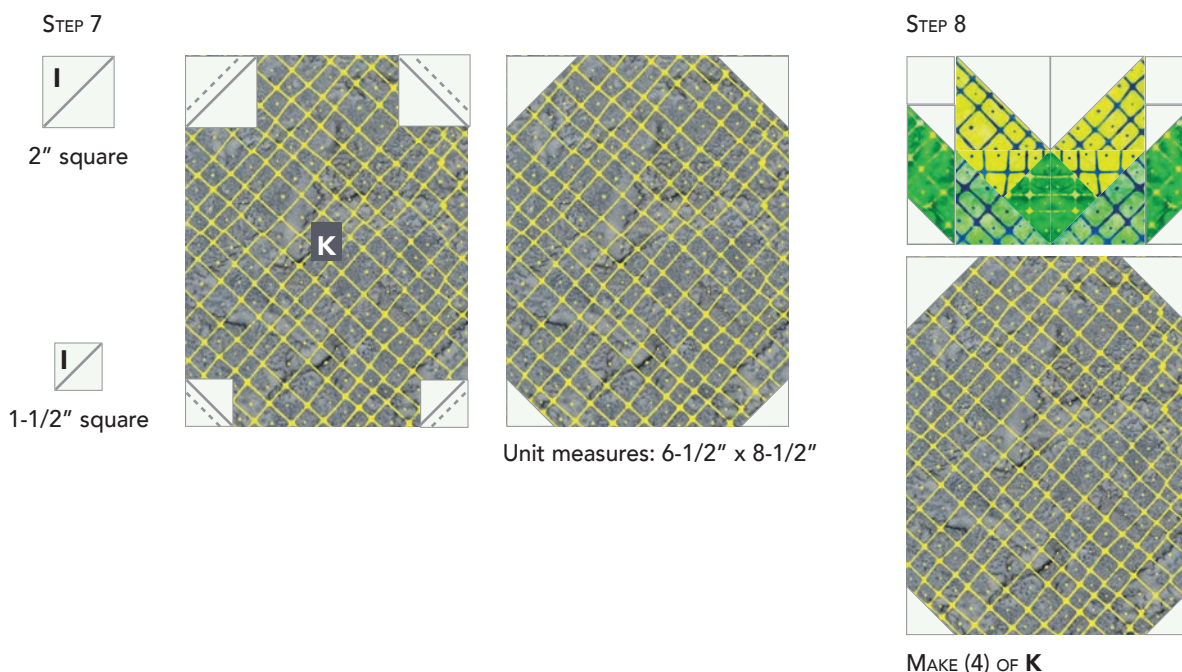 STEP 7
I
2” square
K
I
1-1/2” square
Unit measures: 6-1/2” x 8-1/2”
STEP 8
MAKE (4) OF K